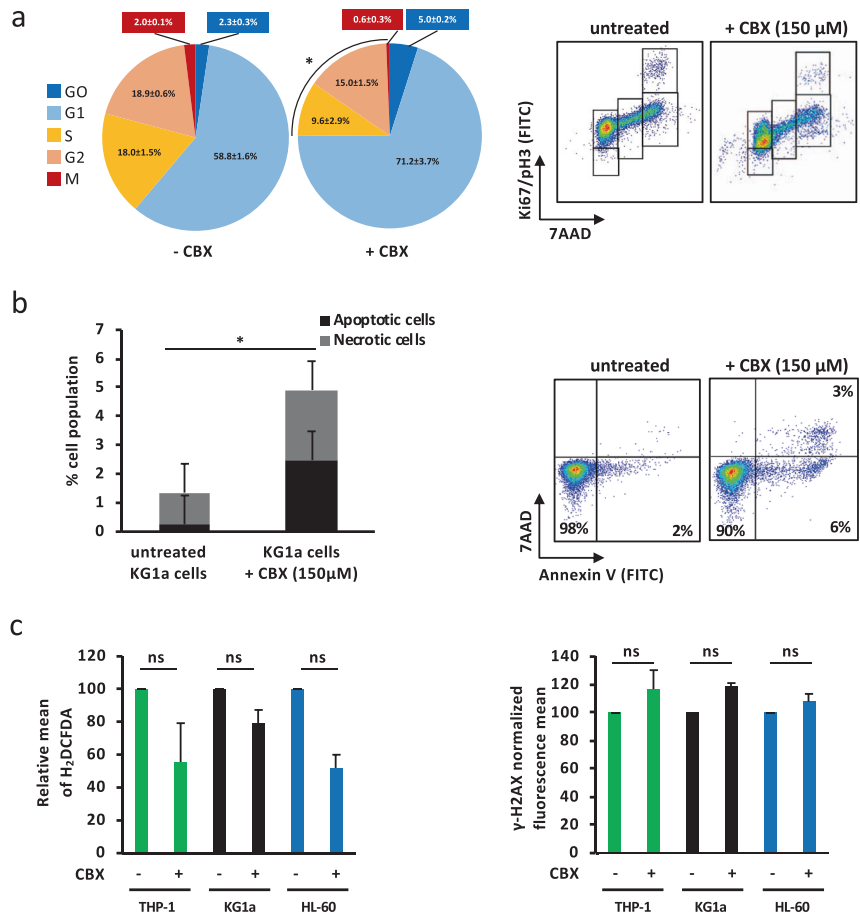 a
2.0±0.1%
2.3±0.3%
0.6±0.3%
5.0±0.2%
GO
G1
S
G2
M
18.9±0.6%
18.0±1.5%
58.8±1.6%
*
15.0±1.5%
9.6±2.9%
71.2±3.7%
- CBX
+ CBX
untreated
+ CBX (150 µM)
Ki67/pH3 (FITC)
7AAD
b
Apoptotic cells
Necrotic cells
% cell population
7
6
5
4
3
2
1
0
*
untreated
KG1a cells
KG1a cells
+ CBX (150µM)
untreated
+ CBX (150 µM)
3%
98%
2%
90%
6%
7AAD
Annexin V (FITC)
c
Relative mean
of H₂DCFDA
120
100
80
60
40
20
0
ns
ns
ns
CBX
-
+
-
+
-
+
THP-1
KG1a
HL-60
γ-H2AX normalized
fluorescence mean
140
120
100
80
60
40
20
0
ns
ns
ns
CBX
-
+
-
+
-
+
THP-1
KG1a
HL-60